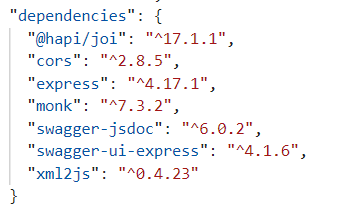 "dependencies": {
"@hapi/joi": "^17.1.1",
"cors": "^2.8.5",
"express": "^4.17.1",
"monk": "^7.3.2",
"swagger-jsdoc": "^6.0.2",
"swagger-ui-express": "^4.1.6",
"xml2js": "^0.4.23"
}